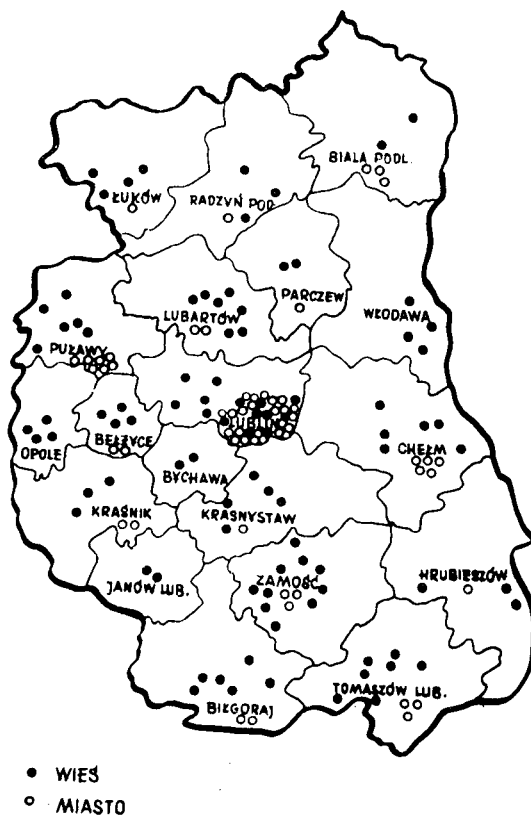 BIAŁA PODL.
ŁUKÓW
RADZYŃ POD.
PARCZEW
LUBARTÓW
WŁODAWA
PUŁAWY
LUBLIN
BEŁŻYCE
OPOLE
CHEŁM
BYCHAWA
KRAŚNIK
KRASNYSTAW
JANÓW LUB.
ZAMOŚĆ
HRUBIESZÓW
TOMASZÓW LUB.
BIŁGORAJ
WIEŚ
MIASTO